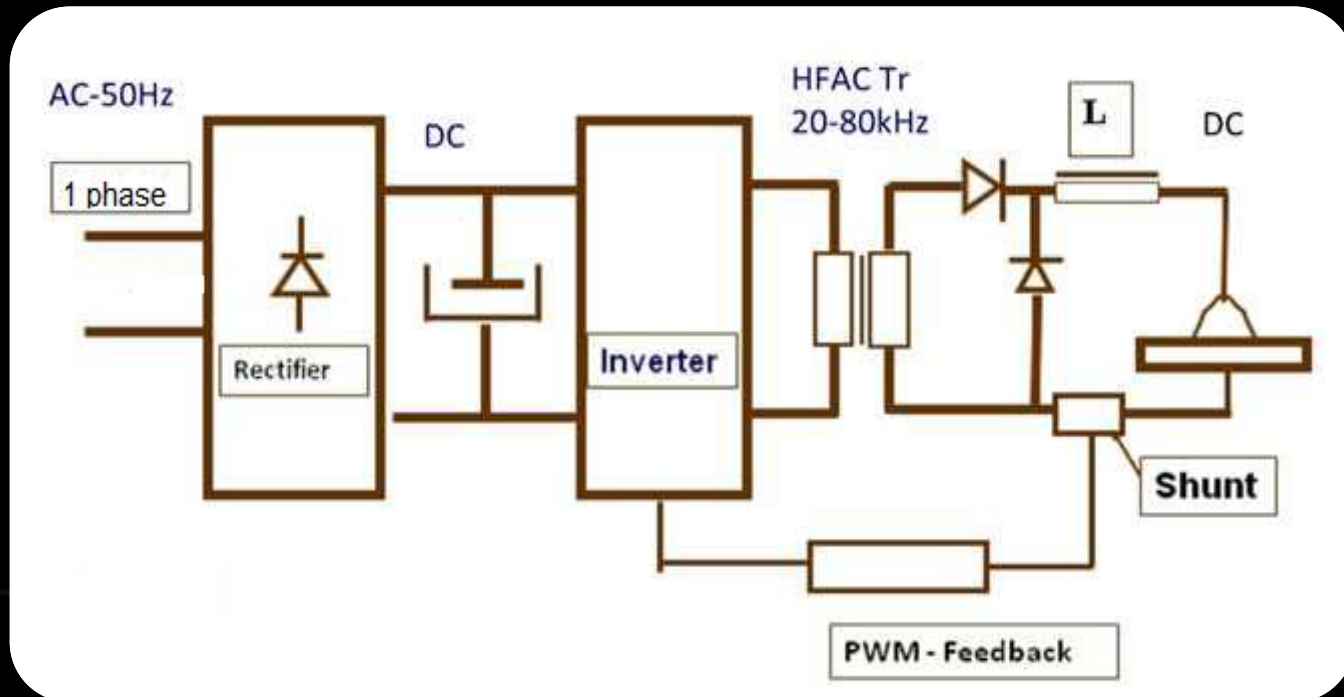 AC-50Hz
1 phase
Rectifier
DC
Inverter
HFAC Tr
20-80kHz
L
DC
Shunt
PWM - Feedback